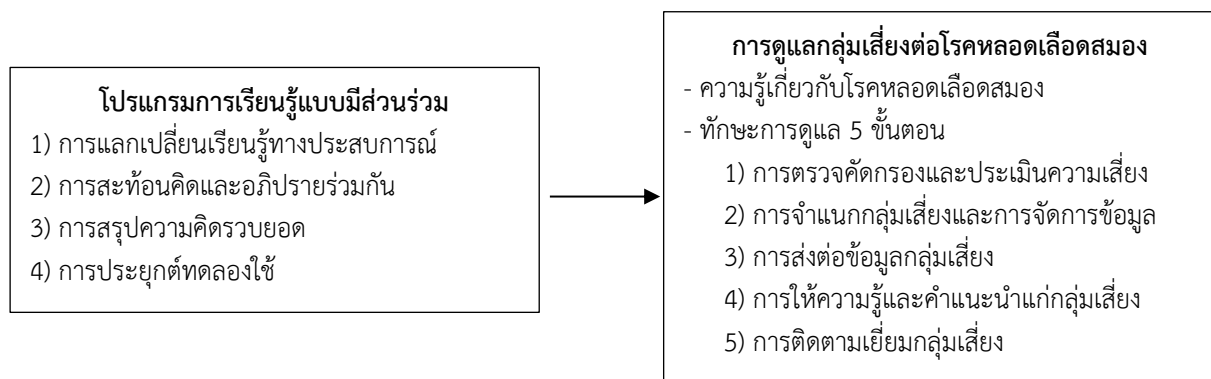 โปรแกรมการเรียนรู้แบบมีส่วนร่วม
1) การแลกเปลี่ยนเรียนรู้ทางประสบการณ์
2) การสะท้อนคิดและอภิปรายร่วมกัน
3) การสรุปความคิดรวบยอด
4) การประยุกต์ทดลองใช้
การดูแลกลุ่มเสี่ยงต่อโรคหลอดเลือดสมอง
- ความรู้เกี่ยวกับโรคหลอดเลือดสมอง
- ทักษะการดูแล 5 ขั้นตอน
1) การตรวจคัดกรองและประเมินความเสี่ยง
2) การจำแนกกลุ่มเสี่ยงและการจัดการข้อมูล
3) การส่งต่อข้อมูลกลุ่มเสี่ยง
4) การให้ความรู้และคำแนะนำแก่กลุ่มเสี่ยง
5) การติดตามเยี่ยมกลุ่มเสี่ยง